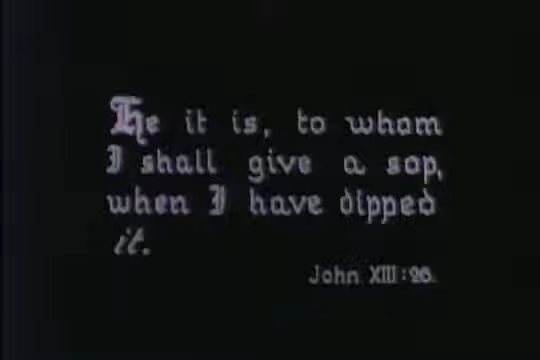 He it is, to whom
I shall give a sop,
when I have dipped
it.
John XIII:26.